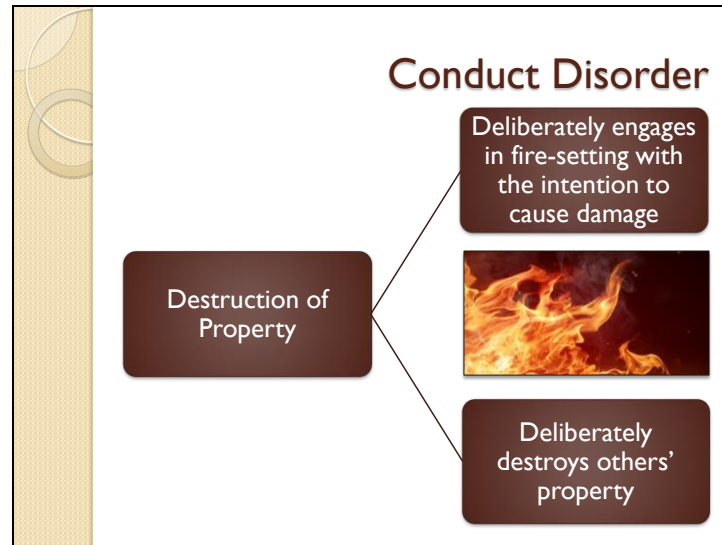 Conduct Disorder
Deliberately engages
in fire-setting with
the intention to
cause damage
Destruction of
Property
Deliberately
destroys others’
property